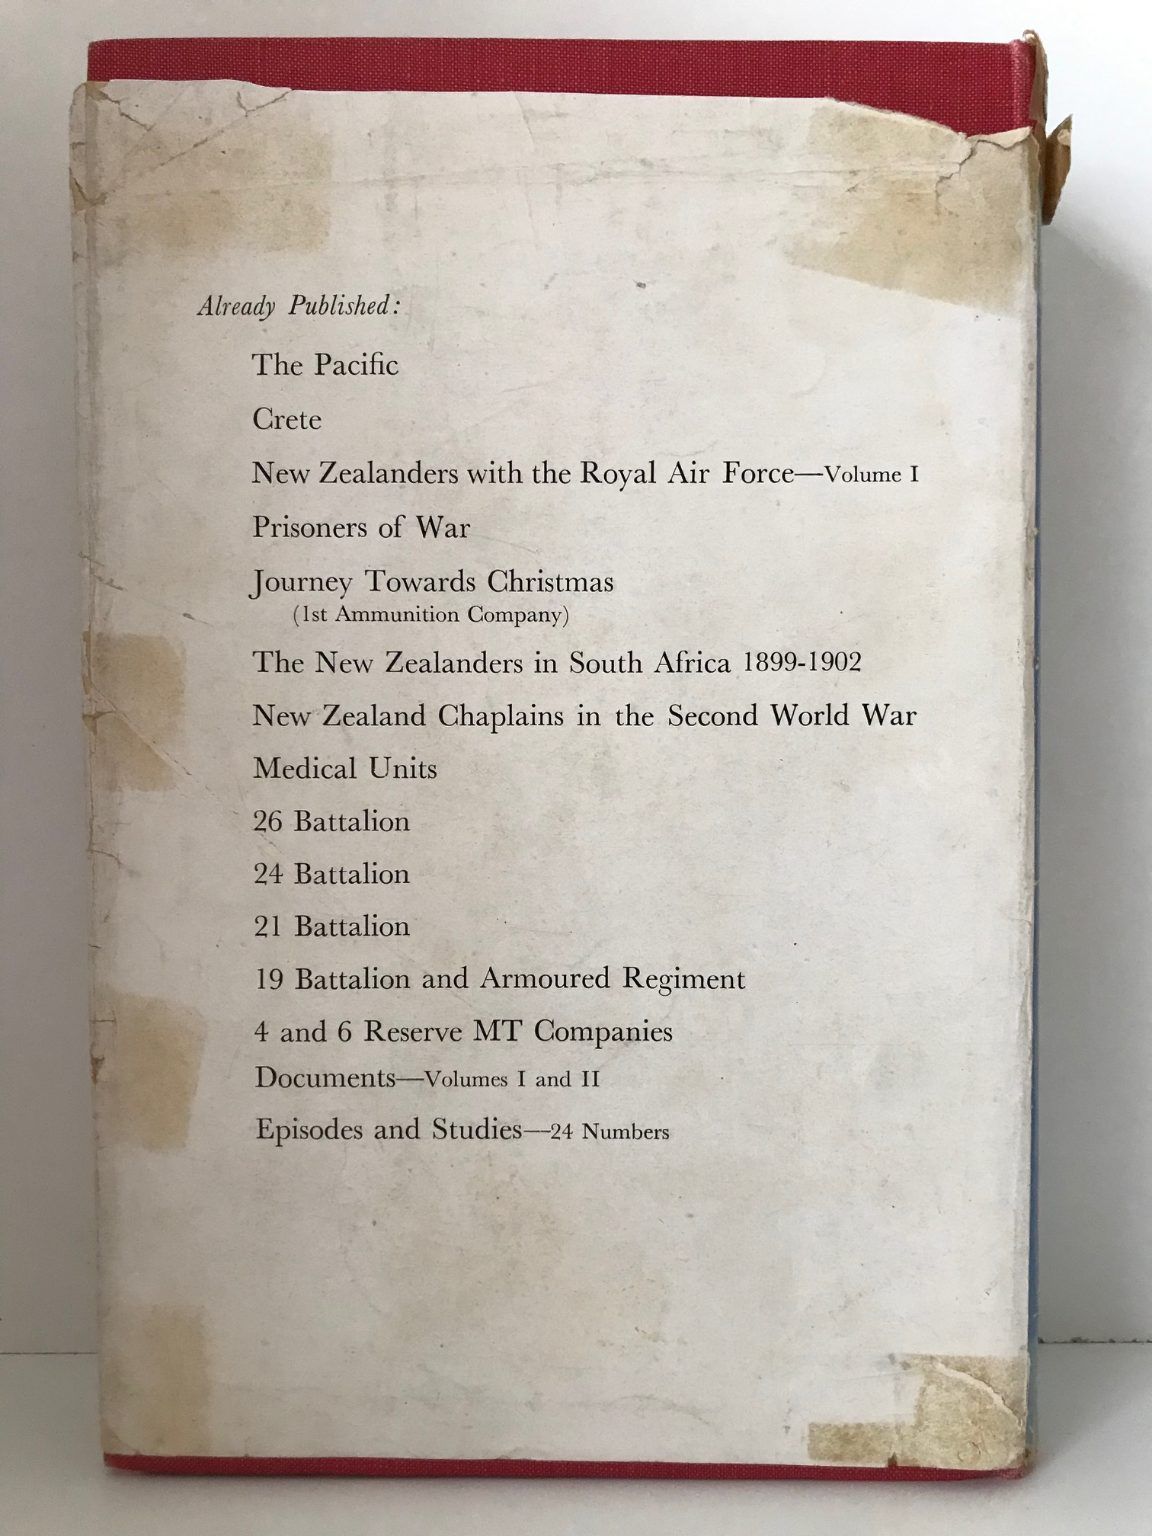 Already Published:
The Pacific
Crete
New Zealanders with the Royal Air Force—Volume I
Prisoners of War
Journey Towards Christmas
(1st Ammunition Company)
The New Zealanders in South Africa 1899-1902
New Zealand Chaplains in the Second World War
Medical Units
26 Battalion
24 Battalion
21 Battalion
19 Battalion and Armoured Regiment
4 and 6 Reserve MT Companies
Documents—Volumes I and II
Episodes and Studies—24 Numbers